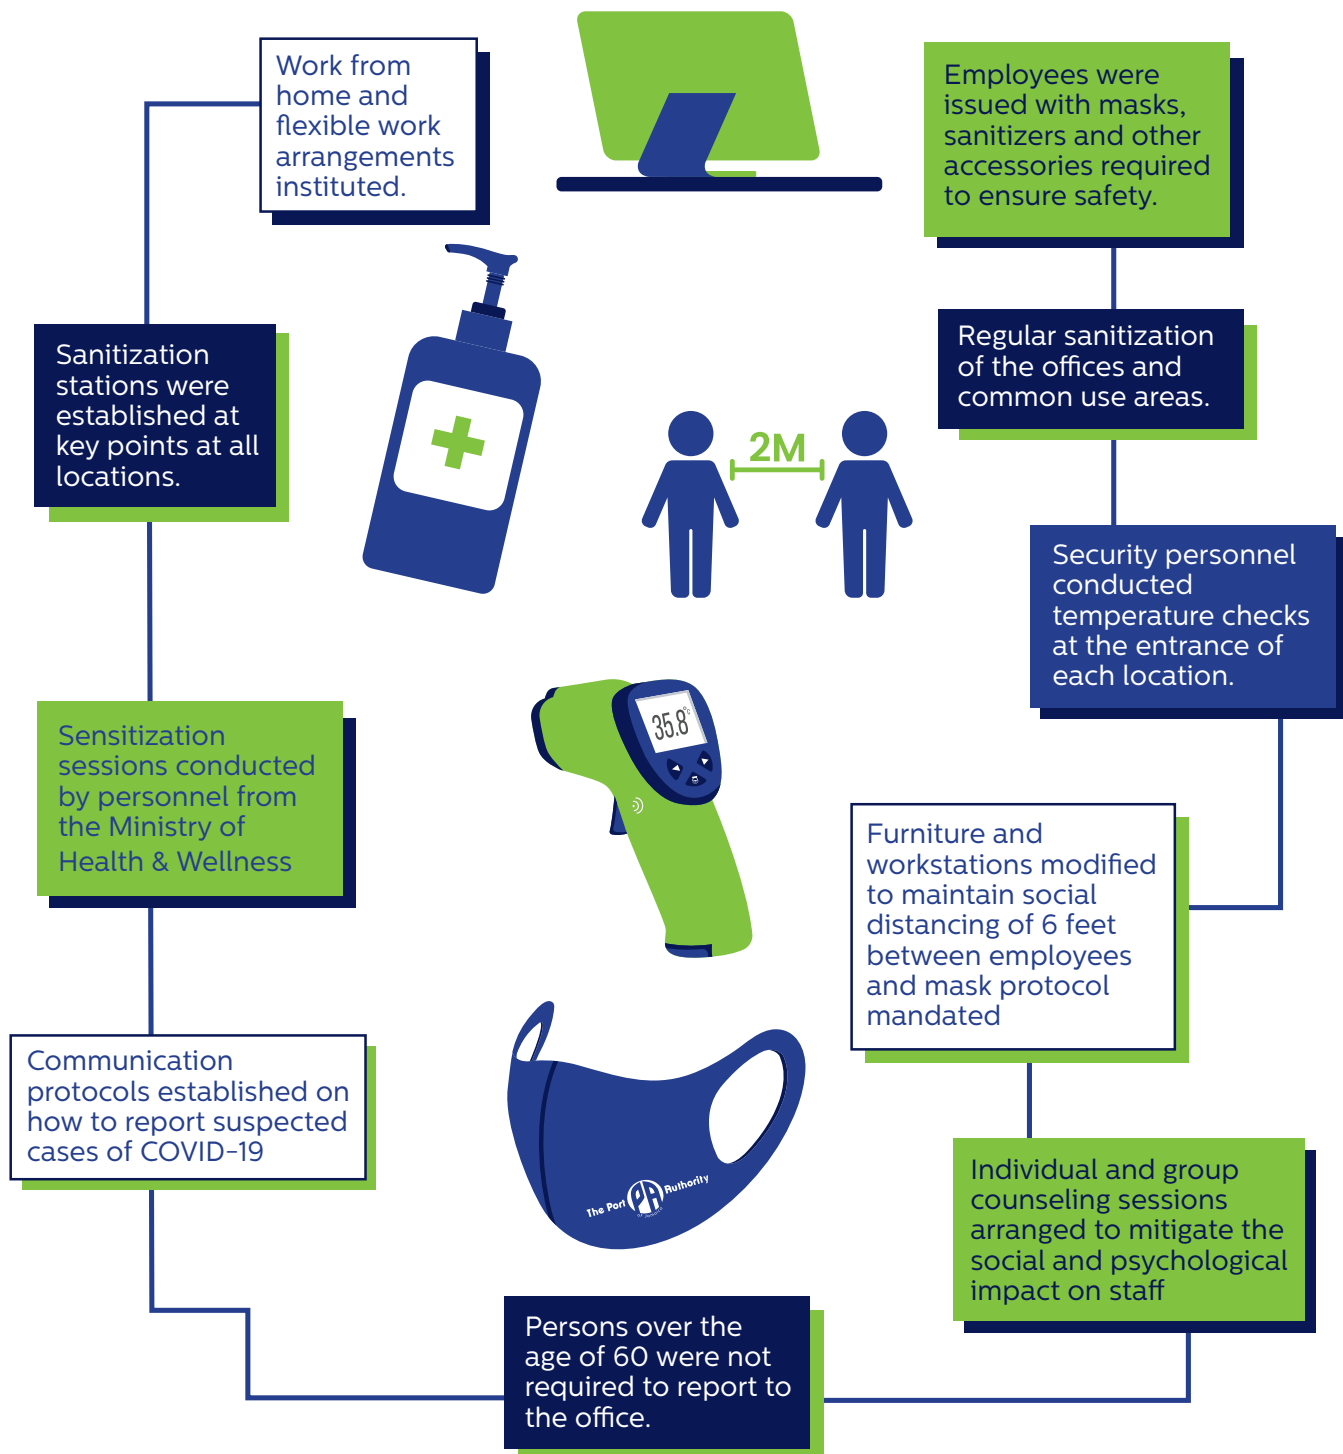 Work from
home and
flexible work
arrangements
instituted.
Employees were
issued with masks,
sanitizers and other
accessories required
to ensure safety.
Sanitization
stations were
established at
key points at all
locations.
Regular sanitization
of the offices and
common use areas.
2M
Security personnel
conducted
temperature checks
at the entrance of
each location.
35.8°C
Sensitization
sessions conducted
by personnel from
the Ministry of
Health & Wellness
Furniture and
workstations modified
to maintain social
distancing of 6 feet
between employees
and mask protocol
mandated
Communication
protocols established on
how to report suspected
cases of COVID-19
The Port PA Authority
Individual and group
counseling sessions
arranged to mitigate the
social and psychological
impact on staff
Persons over the
age of 60 were not
required to report to
the office.